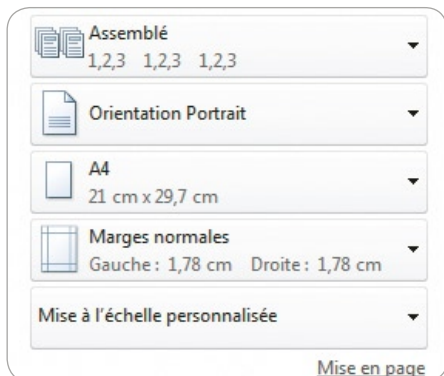 Assemblé
1,2,3 1,2,3 1,2,3
Orientation Portrait
A4
21 cm x 29,7 cm
Marges normales
Gauche : 1,78 cm Droite : 1,78 cm
Mise à l'échelle personnalisée
Mise en page